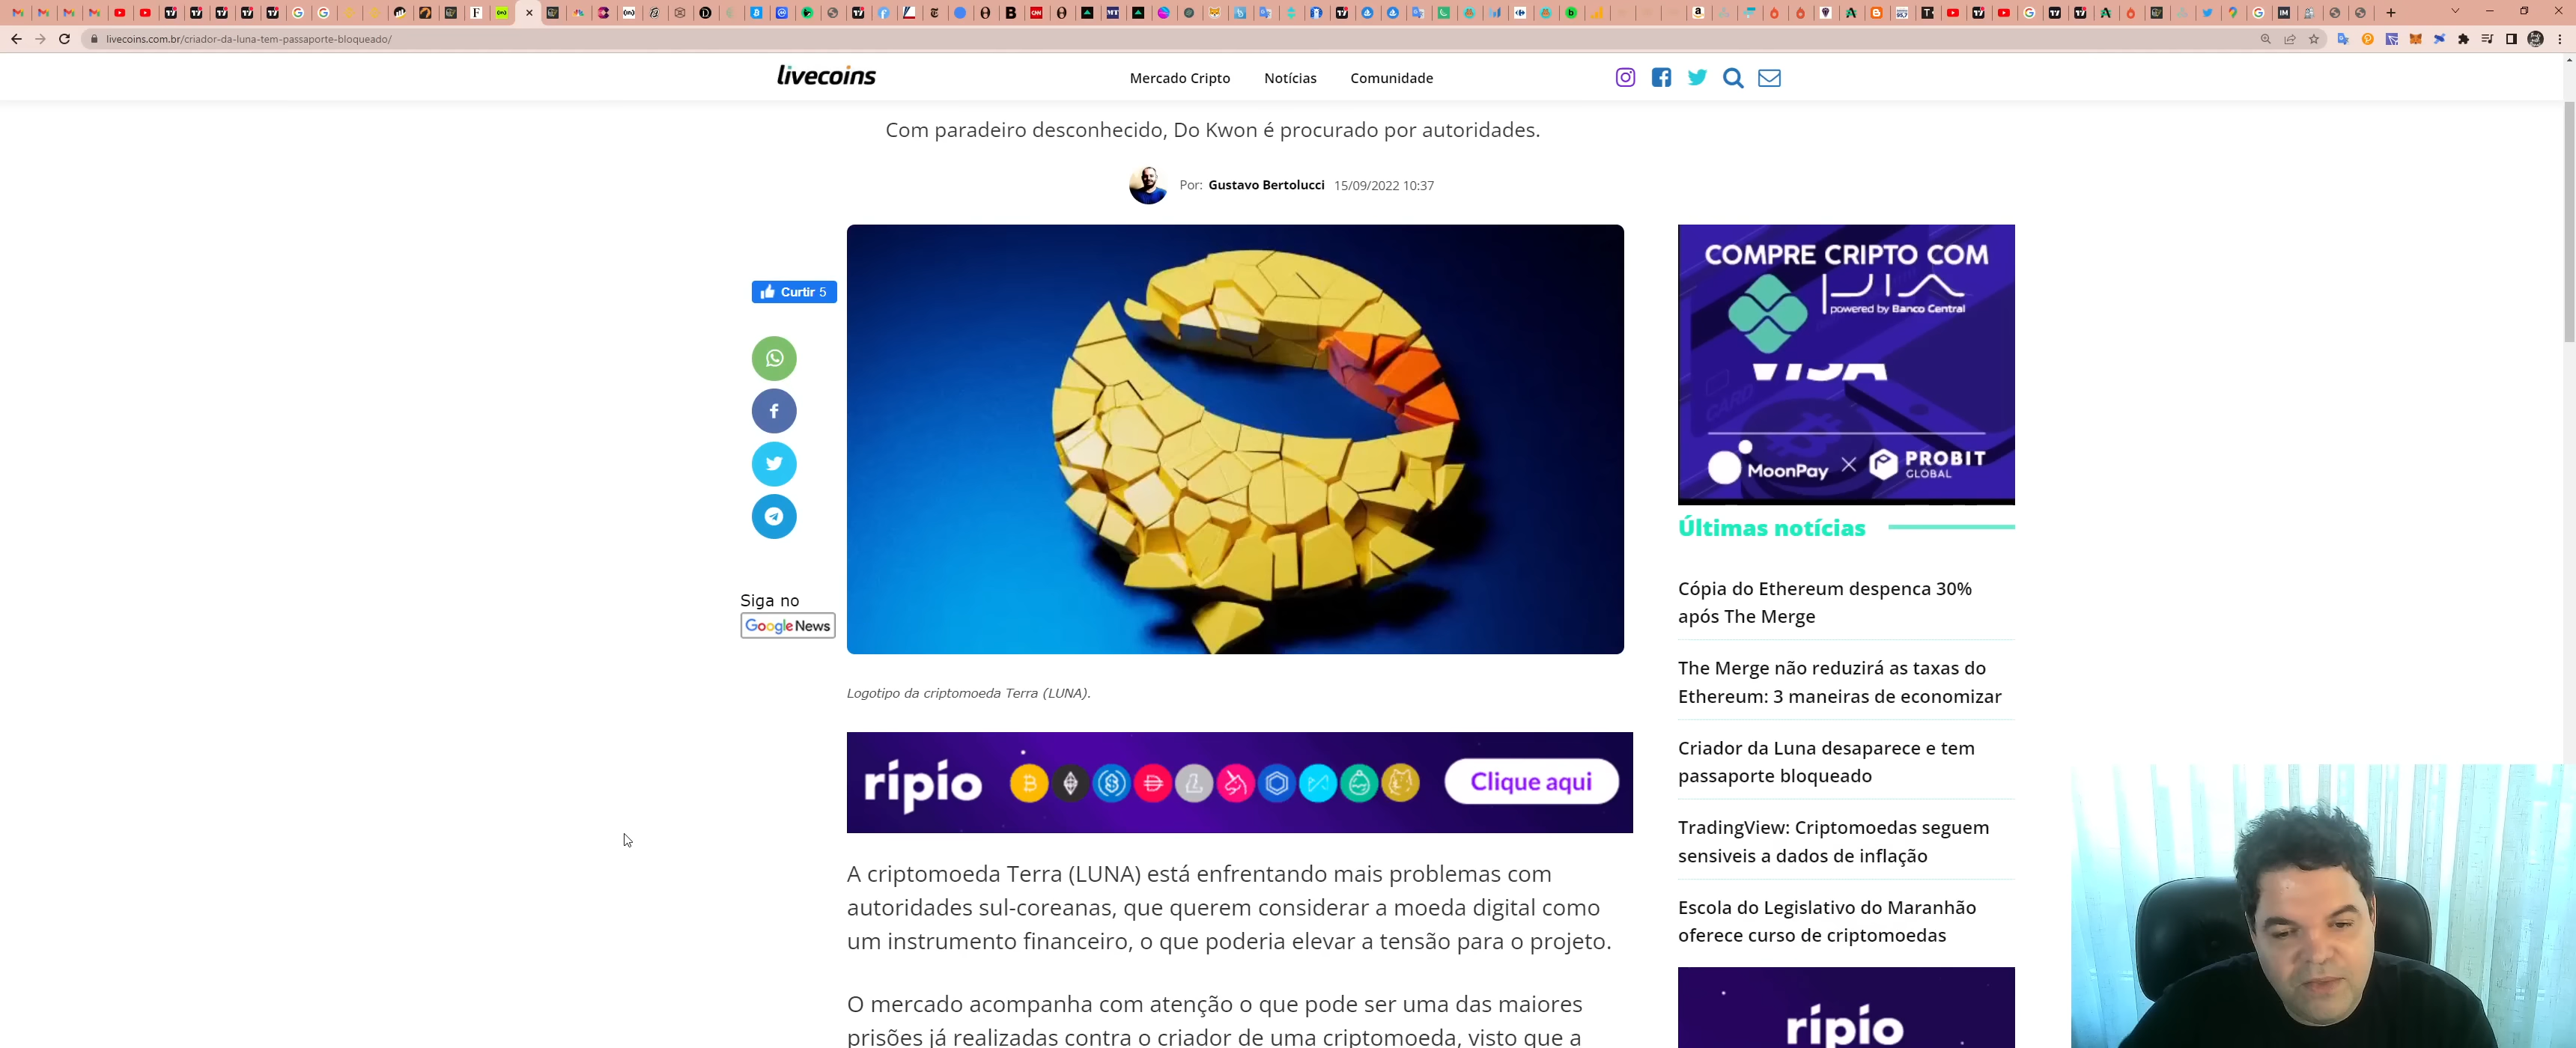 livecoins.com.br/criador-da-luna-tem-passaporte-bloqueado/
livecoins
Mercado Cripto
Notícias
Comunidade
Com paradeiro desconhecido, Do Kwon é procurado por autoridades.
Por: Gustavo Bertolucci 15/09/2022 10:37
Curtir 5
Siga no
Google News
Logotipo da criptomoeda Terra (LUNA).
ripio
Clique aqui
A criptomoeda Terra (LUNA) está enfrentando mais problemas com
autoridades sul-coreanas, que querem considerar a moeda digital como
um instrumento financeiro, o que poderia elevar a tensão para o projeto.
O mercado acompanha com atenção o que pode ser uma das maiores
prisões já realizadas contra o criador de uma criptomoeda, visto que a
COMPRE CRIPTO COM
pix
powered by Banco Central
VISA
CARD
MoonPay
PROBIT
GLOBAL
Últimas notícias
Cópia do Ethereum despenca 30%
após The Merge
The Merge não reduzirá as taxas do
Ethereum: 3 maneiras de economizar
Criador da Luna desaparece e tem
passaporte bloqueado
TradingView: Criptomoedas seguem
sensiveis a dados de inflação
Escola do Legislativo do Maranhão
oferece curso de criptomoedas
ripio